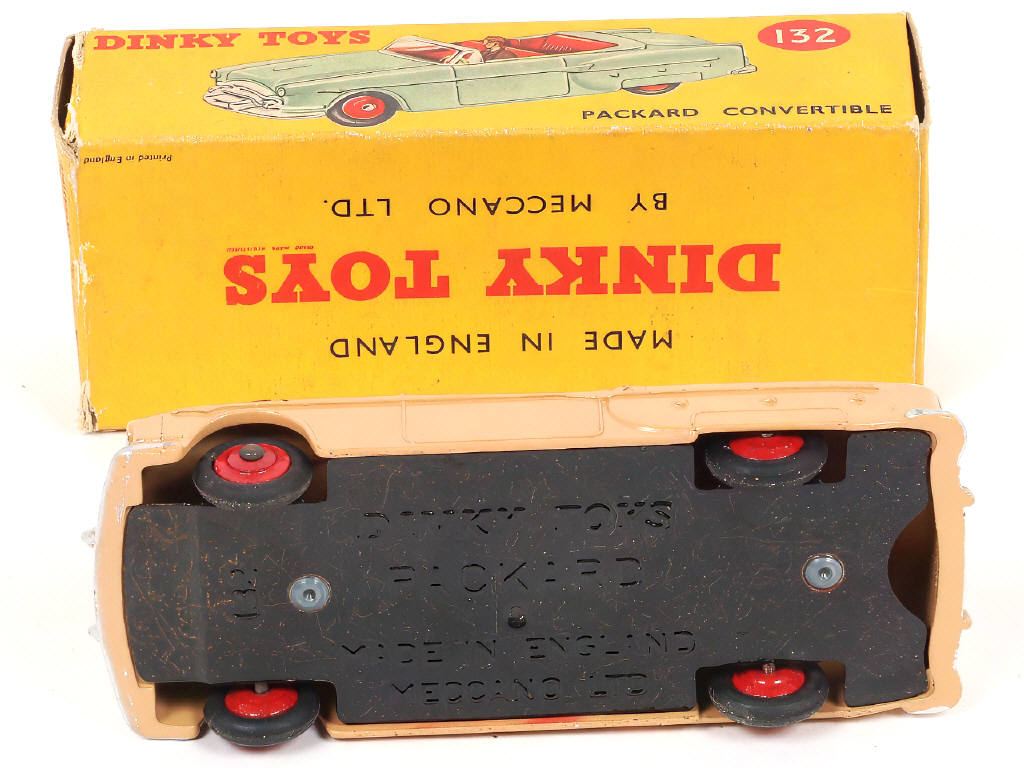 DINKY TOYS
132
PACKARD CONVERTIBLE
Printed in England
BY MECCANO LTD.
DINKY TOYS
MADE IN ENGLAND
DINKY TOYS
PACKARD
132
MADE IN ENGLAND
MECCANO LTD